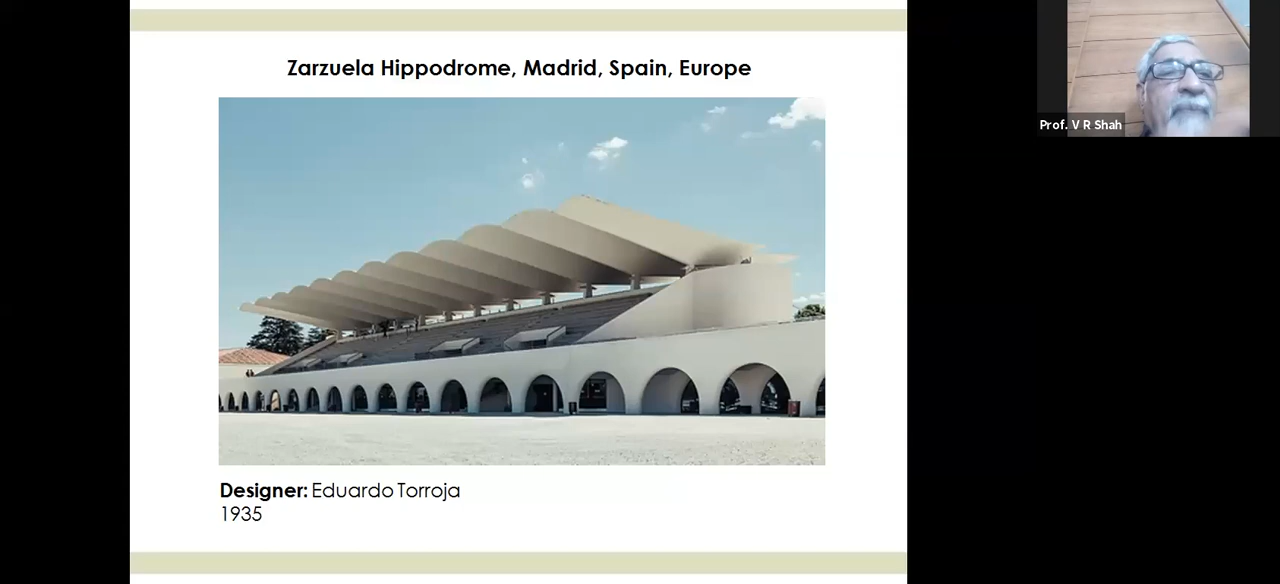 Zarzuela Hippodrome, Madrid, Spain, Europe
Prof. V R Shah
Designer: Eduardo Torroja
1935